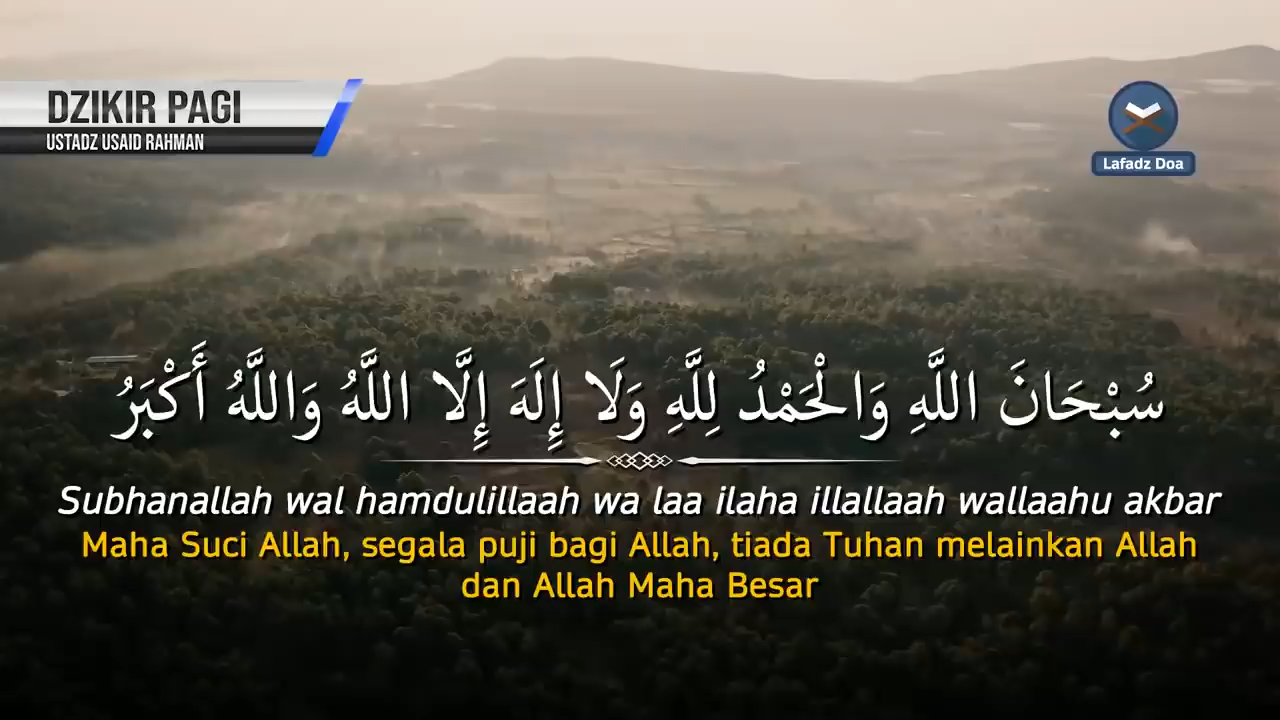 DZIKIR PAGI
USTADZ USAID RAHMAN
Lafadz Doa
سُبْحَانَ اللَّهِ وَالْحَمْدُ لِلَّهِ وَلَا إِلَهَ إِلَّا اللَّهُ وَاللَّهُ أَكْبَرُ
Subhanallah wal hamdulillaah wa laa ilaha illallaah wallaahu akbar
Maha Suci Allah, segala puji bagi Allah, tiada Tuhan melainkan Allah
dan Allah Maha Besar